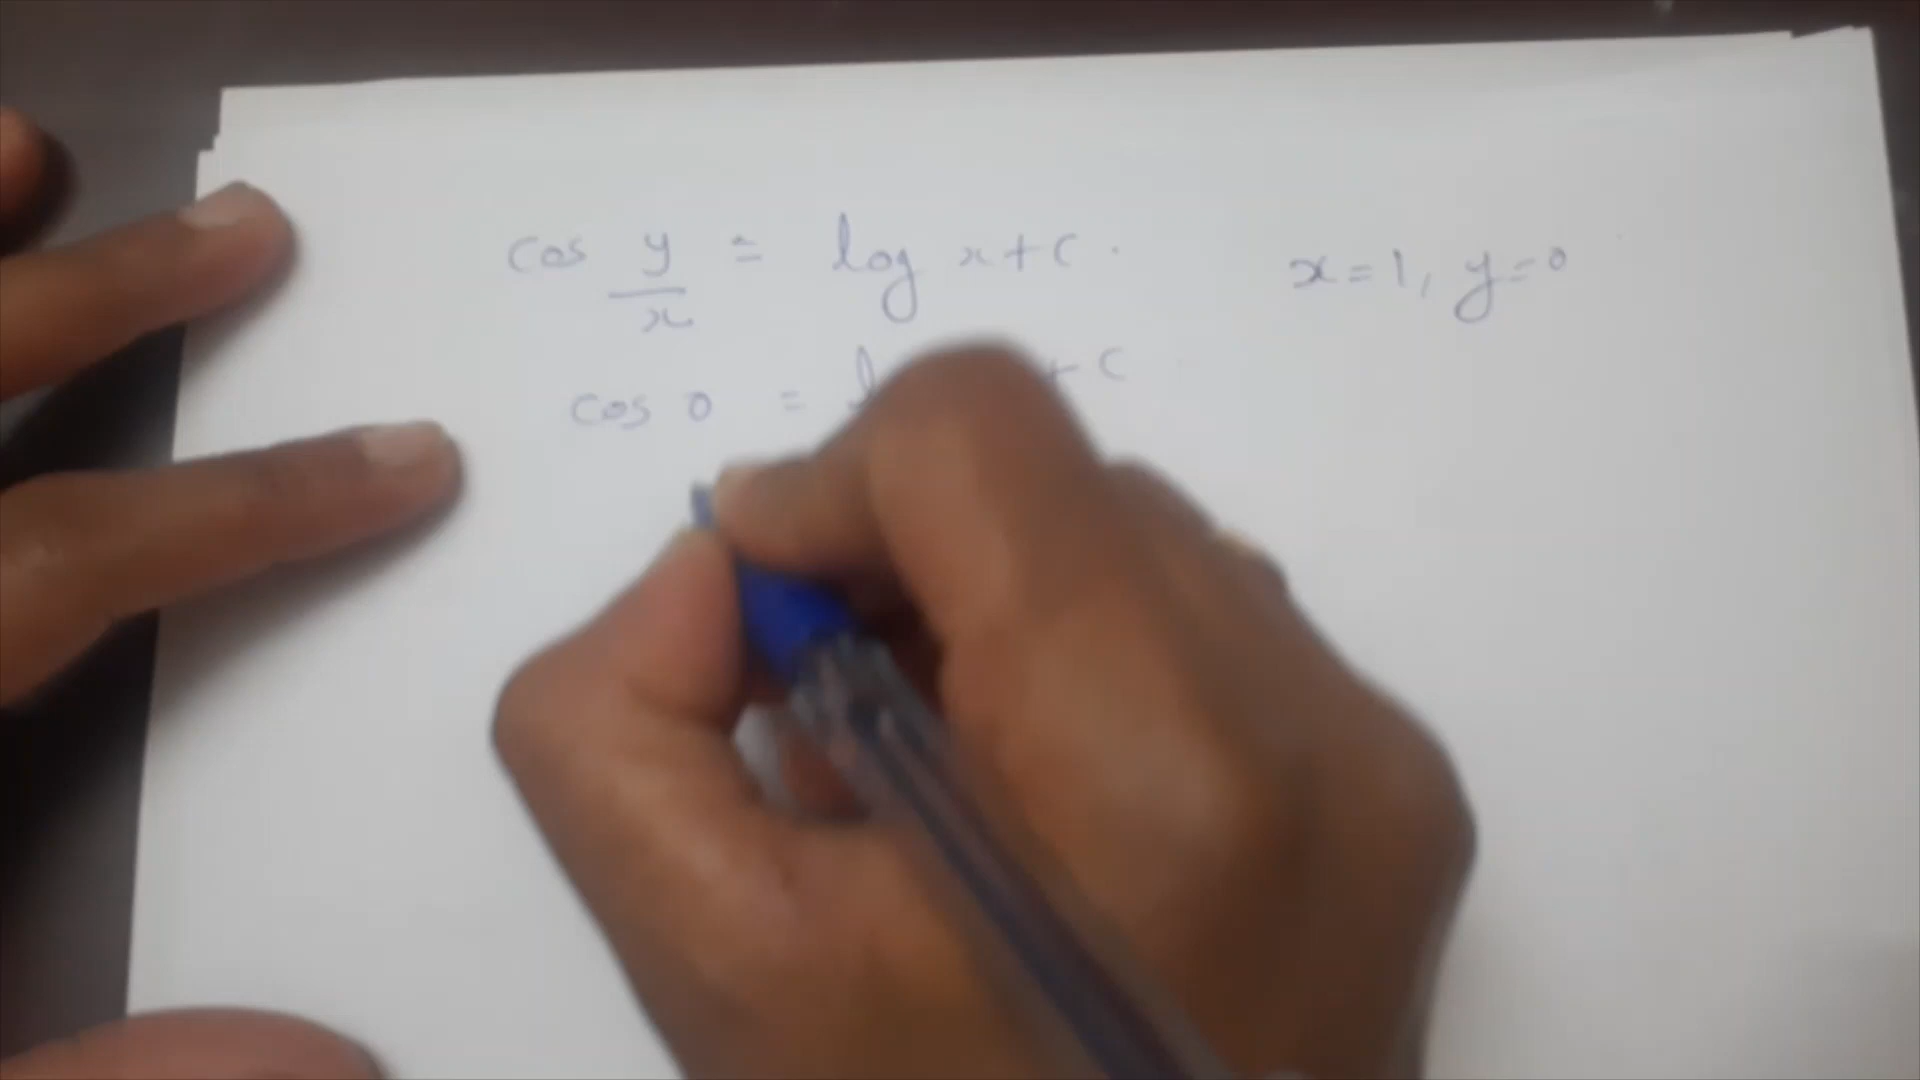 cos y/x = log x + c . x = 1, y = 0
cos 0 = + c